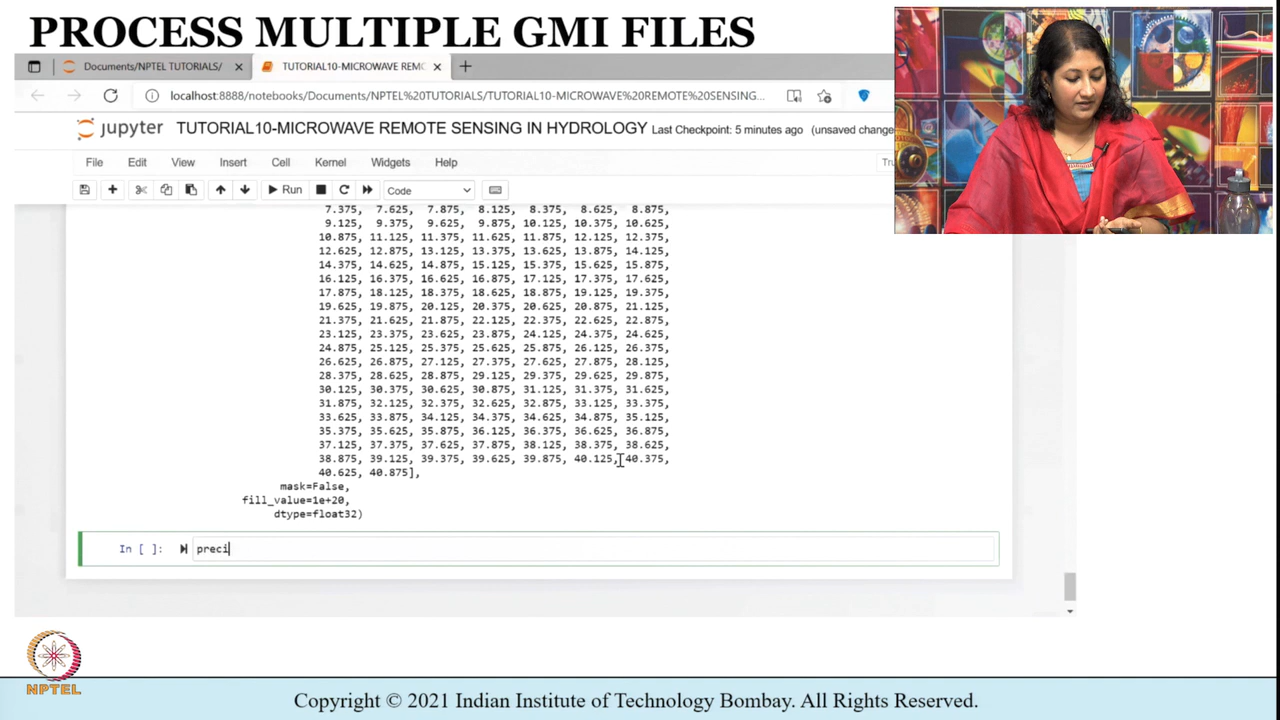 PROCESS MULTIPLE GMI FILES
Documents/NPTEL TUTORIALS/
TUTORIAL10-MICROWAVE REMO
localhost:8888/notebooks/Documents/NPTEL%20TUTORIALS/TUTORIAL10-MICROWAVE%20REMOTE%20SENSING...
jupyter TUTORIAL10-MICROWAVE REMOTE SENSING IN HYDROLOGY Last Checkpoint: 5 minutes ago (unsaved change
File Edit View Insert Cell Kernel Widgets Help Tru
Run Code
7.375, 7.625, 7.875, 8.125, 8.375, 8.625, 8.875,
9.125, 9.375, 9.625, 9.875, 10.125, 10.375, 10.625,
10.875, 11.125, 11.375, 11.625, 11.875, 12.125, 12.375,
12.625, 12.875, 13.125, 13.375, 13.625, 13.875, 14.125,
14.375, 14.625, 14.875, 15.125, 15.375, 15.625, 15.875,
16.125, 16.375, 16.625, 16.875, 17.125, 17.375, 17.625,
17.875, 18.125, 18.375, 18.625, 18.875, 19.125, 19.375,
19.625, 19.875, 20.125, 20.375, 20.625, 20.875, 21.125,
21.375, 21.625, 21.875, 22.125, 22.375, 22.625, 22.875,
23.125, 23.375, 23.625, 23.875, 24.125, 24.375, 24.625,
24.875, 25.125, 25.375, 25.625, 25.875, 26.125, 26.375,
26.625, 26.875, 27.125, 27.375, 27.625, 27.875, 28.125,
28.375, 28.625, 28.875, 29.125, 29.375, 29.625, 29.875,
30.125, 30.375, 30.625, 30.875, 31.125, 31.375, 31.625,
31.875, 32.125, 32.375, 32.625, 32.875, 33.125, 33.375,
33.625, 33.875, 34.125, 34.375, 34.625, 34.875, 35.125,
35.375, 35.625, 35.875, 36.125, 36.375, 36.625, 36.875,
37.125, 37.375, 37.625, 37.875, 38.125, 38.375, 38.625,
38.875, 39.125, 39.375, 39.625, 39.875, 40.125, 40.375,
40.625, 40.875],
mask=False,
fill_value=1e+20,
dtype=float32)
In [ ]: preci
NPTEL
Copyright © 2021 Indian Institute of Technology Bombay. All Rights Reserved.